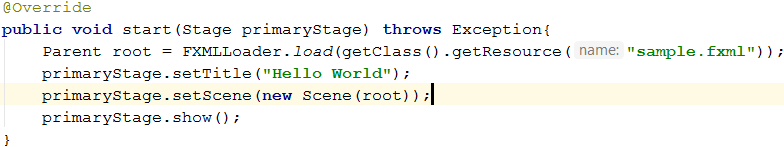 @Override
public void start(Stage primaryStage) throws Exception{
    Parent root = FXMLLoader.load(getClass().getResource( name: "sample.fxml"));
    primaryStage.setTitle("Hello World");
    primaryStage.setScene(new Scene(root));
    primaryStage.show();
}